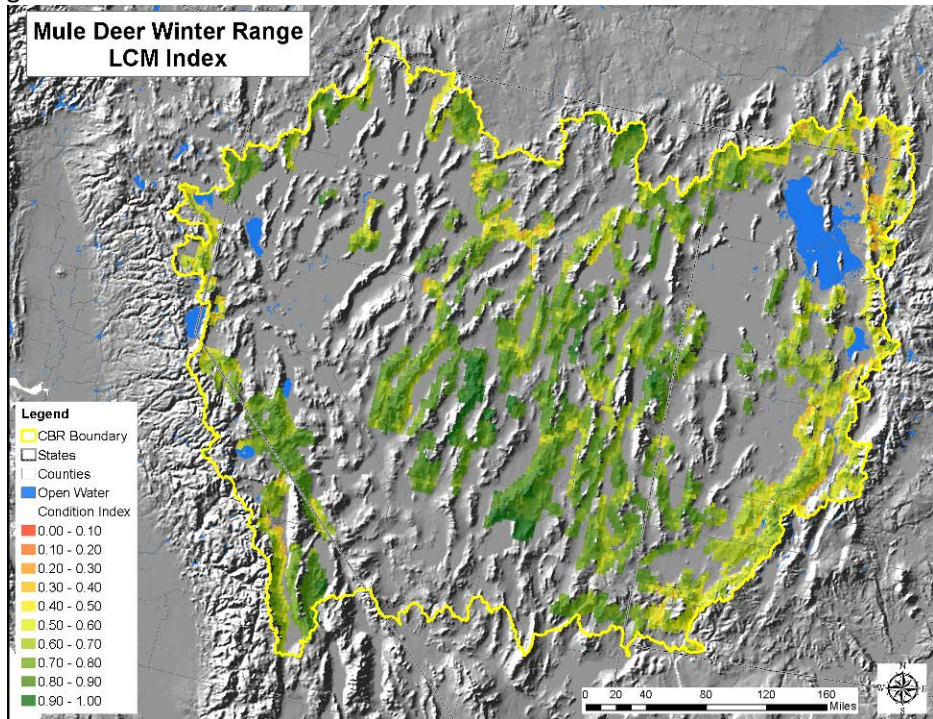 g
Mule Deer Winter Range
LCM Index
Legend
CBR Boundary
States
Counties
Open Water
Condition Index
0.00 - 0.10
0.10 - 0.20
0.20 - 0.30
0.30 - 0.40
0.40 - 0.50
0.50 - 0.60
0.60 - 0.70
0.70 - 0.80
0.80 - 0.90
0.90 - 1.00
N
W E
S
0 20 40 80 120 160
Miles